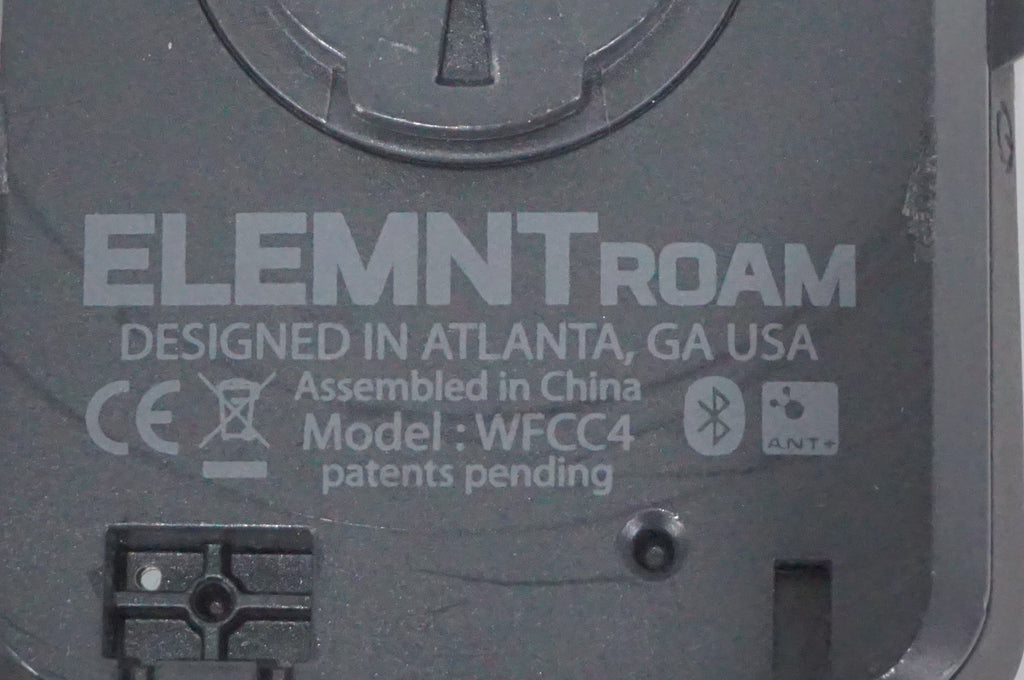 ELEMNT ROAM
DESIGNED IN ATLANTA, GA USA
CE
Assembled in China
Model : WFCC4
patents pending
ANT+